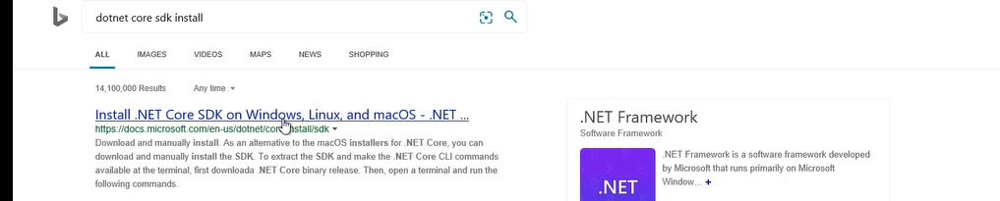 dotnet core sdk install
ALL IMAGES VIDEOS MAPS NEWS SHOPPING
14,100,000 Results Any time
Install .NET Core SDK on Windows, Linux, and macOS - .NET ...
https://docs.microsoft.com/en-us/dotnet/core/install/sdk
Download and manually install. As an alternative to the macOS installers for .NET Core, you can
download and manually install the SDK. To extract the SDK and make the .NET Core CLI commands
available at the terminal, first downloada .NET Core binary release. Then, open a terminal and run the
following commands.
.NET Framework
Software Framework
.NET
.NET Framework is a software framework developed
by Microsoft that runs primarily on Microsoft
Window... +